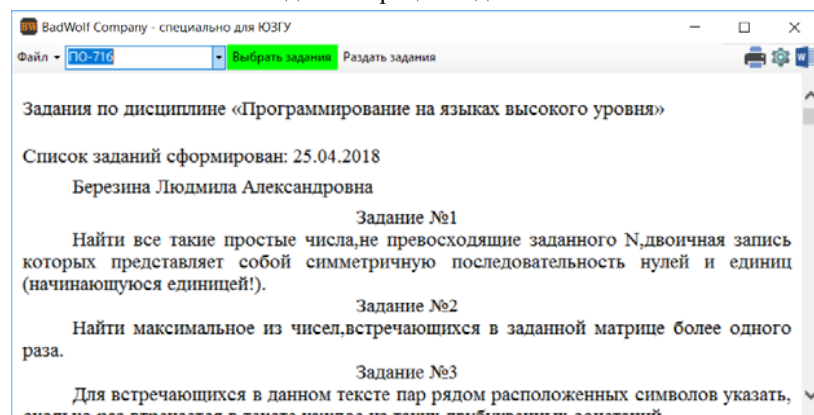 BW BadWolf Company - специально для ЮЗГУ
Файл ПО-716 Выбрать задания Раздать задания
W
Задания по дисциплине «Программирование на языках высокого уровня»
Список заданий сформирован: 25.04.2018
Березина Людмила Александровна
Задание №1
Найти все такие простые числа,не превосходящие заданного N,двоичная запись
которых представляет собой симметричную последовательность нулей и единиц
(начинающуюся единицей!).
Задание №2
Найти максимальное из чисел,встречающихся в заданной матрице более одного
раза.
Задание №3
Для встречающихся в данном тексте пар рядом расположенных символов указать,